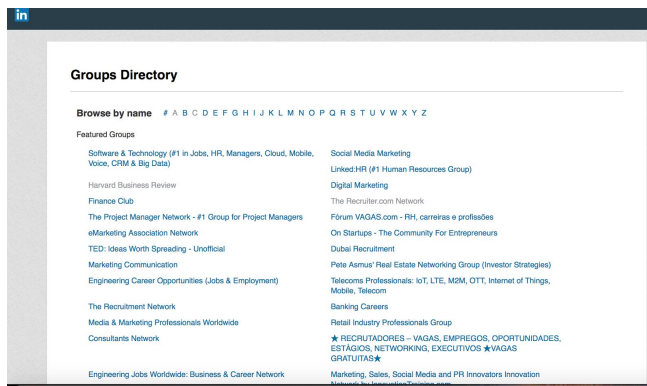 in
Groups Directory
Browse by name # A B C D E F G H I J K L M N O P Q R S T U V W X Y Z
Featured Groups
Software & Technology (#1 in Jobs, HR, Managers, Cloud, Mobile,
Voice, CRM & Big Data)
Harvard Business Review
Finance Club
The Project Manager Network - #1 Group for Project Managers
eMarketing Association Network
TED: Ideas Worth Spreading - Unofficial
Marketing Communication
Engineering Career Opportunities (Jobs & Employment)
The Recruitment Network
Media & Marketing Professionals Worldwide
Consultants Network
Engineering Jobs Worldwide: Business & Career Network
Social Media Marketing
Linked:HR (#1 Human Resources Group)
Digital Marketing
The Recruiter.com Network
Fórum VAGAS.com - RH, carreiras e profissões
On Startups - The Community For Entrepreneurs
Dubai Recruitment
Pete Asmus' Real Estate Networking Group (Investor Strategies)
Telecoms Professionals: IoT, LTE, M2M, OTT, Internet of Things,
Mobile, Telecom
Banking Careers
Retail Industry Professionals Group
★ RECRUTADORES – VAGAS, EMPREGOS, OPORTUNIDADES,
ESTÁGIOS, NETWORKING, EXECUTIVOS ★VAGAS
GRATUITAS★
Marketing, Sales, Social Media and PR Innovators Innovation
Network by InnovationTraining.com